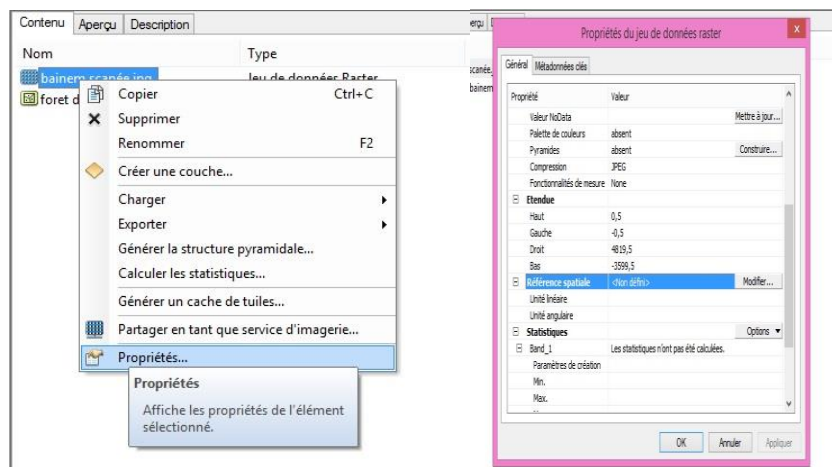 Contenu Aperçu Description
Nom Type
bainem scanée.jpg Jeu de données Raster
foret d
Copier Ctrl+C
Supprimer
Renommer F2
Créer une couche...
Charger
Exporter
Générer la structure pyramidale...
Calculer les statistiques...
Générer un cache de tuiles...
Partager en tant que service d'imagerie...
Propriétés...
Propriétés
Affiche les propriétés de l'élément
sélectionné.
scanée
bainem
Propriétés du jeu de données raster
Général Métadonnées clés
Propriété Valeur
Valeur NoData Mettre à jour...
Palette de couleurs absent
Pyramides absent Construire...
Compression JPEG
Fonctionnalités de mesure None
Etendue
Haut 0,5
Gauche -0,5
Droit 4819,5
Bas -3599,5
Référence spatiale <Non défini> Modifier...
Unité linéaire
Unité angulaire
Statistiques Options
Band_1 Les statistiques n'ont pas été calculées.
Paramètres de création
Min.
Max.
OK Annuler Appliquer